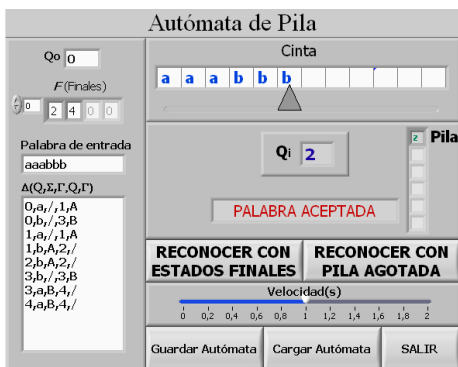 Autómata de Pila
Qo 0
F(Finales)
0 2 4 0 0
Palabra de entrada
aaabbb
Δ(Q,Σ,Γ,Q,Γ)
0,a,/,1,A
0,b,/,3,B
1,a,/,1,A
1,b,A,2,/
2,b,A,2,/
3,b,/,3,B
3,a,B,4,/
4,a,B,4,/
Cinta
a a a b b b
Qi 2
Pila
z
PALABRA ACEPTADA
RECONOCER CON
ESTADOS FINALES
RECONOCER CON
PILA AGOTADA
Velocidad(s)
0 0,2 0,4 0,6 0,8 1 1,2 1,4 1,6 1,8 2
Guardar Autómata Cargar Autómata SALIR